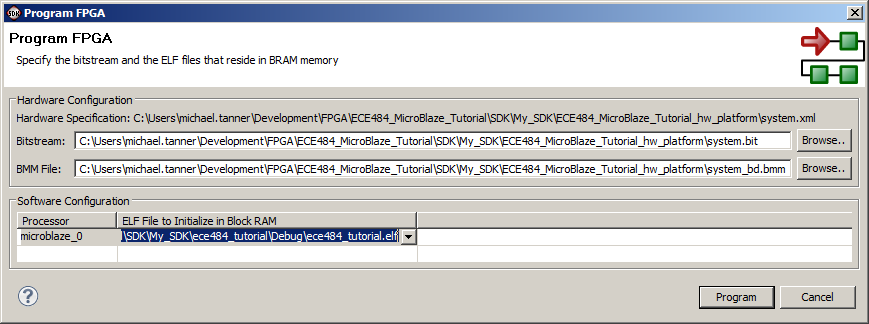 SDK Program FPGA
Program FPGA
Specify the bitstream and the ELF files that reside in BRAM memory
Hardware Configuration
Hardware Specification: C:\Users\michael.tanner\Development\FPGA\ECE484_MicroBlaze_Tutorial\SDK\My_SDK\ECE484_MicroBlaze_Tutorial_hw_platform\system.xml
Bitstream: C:\Users\michael.tanner\Development\FPGA\ECE484_MicroBlaze_Tutorial\SDK\My_SDK\ECE484_MicroBlaze_Tutorial_hw_platform\system.bit Browse..
BMM File: C:\Users\michael.tanner\Development\FPGA\ECE484_MicroBlaze_Tutorial\SDK\My_SDK\ECE484_MicroBlaze_Tutorial_hw_platform\system_bd.bmm Browse..
Software Configuration
Processor ELF File to Initialize in Block RAM
microblaze_0 \SDK\My_SDK\ece484_tutorial\Debug\ece484_tutorial.elf
? Program Cancel